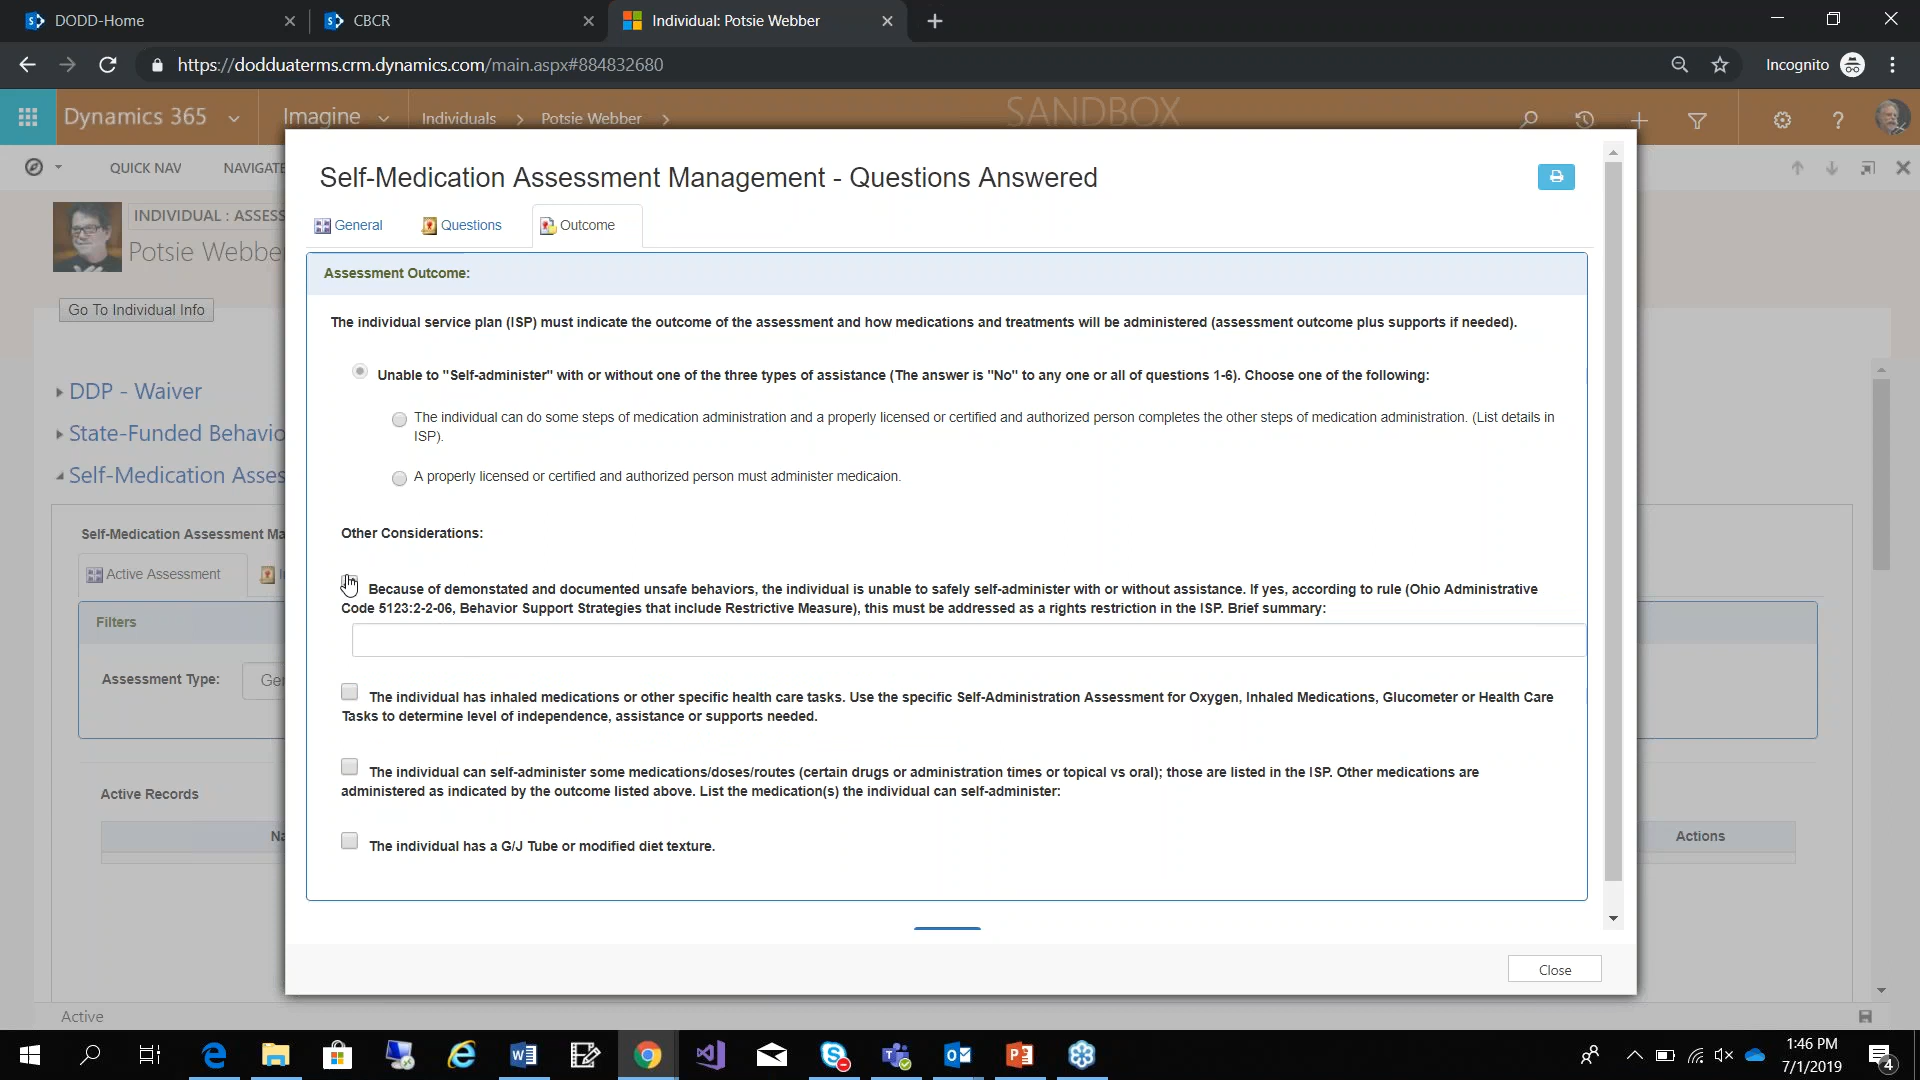 DODD-Home
CBCR
Individual: Potsie Webber
https://dodduaterms.crm.dynamics.com/main.aspx#884832680
Incognito
Dynamics 365
Imagine
Individuals
Potsie Webber
SANDBOX
QUICK NAV
NAVIGATE
INDIVIDUAL : ASSESS
Potsie Webbe
Go To Individual Info
DDP - Waiver
State-Funded Behavio
Self-Medication Asses
Self-Medication Assessment Ma
Active Assessment
Filters
Assessment Type:
Ge
Active Records
Na
Actions
Active
Self-Medication Assessment Management - Questions Answered
General
Questions
Outcome
Assessment Outcome:
The individual service plan (ISP) must indicate the outcome of the assessment and how medications and treatments will be administered (assessment outcome plus supports if needed).
Unable to "Self-administer" with or without one of the three types of assistance (The answer is "No" to any one or all of questions 1-6). Choose one of the following:
The individual can do some steps of medication administration and a properly licensed or certified and authorized person completes the other steps of medication administration. (List details in
ISP).
A properly licensed or certified and authorized person must administer medicaion.
Other Considerations:
Because of demonstated and documented unsafe behaviors, the individual is unable to safely self-administer with or without assistance. If yes, according to rule (Ohio Administrative
Code 5123:2-2-06, Behavior Support Strategies that include Restrictive Measure), this must be addressed as a rights restriction in the ISP. Brief summary:
The individual has inhaled medications or other specific health care tasks. Use the specific Self-Administration Assessment for Oxygen, Inhaled Medications, Glucometer or Health Care
Tasks to determine level of independence, assistance or supports needed.
The individual can self-administer some medications/doses/routes (certain drugs or administration times or topical vs oral); those are listed in the ISP. Other medications are
administered as indicated by the outcome listed above. List the medication(s) the individual can self-administer:
The individual has a G/J Tube or modified diet texture.
Close
1:46 PM
7/1/2019
4